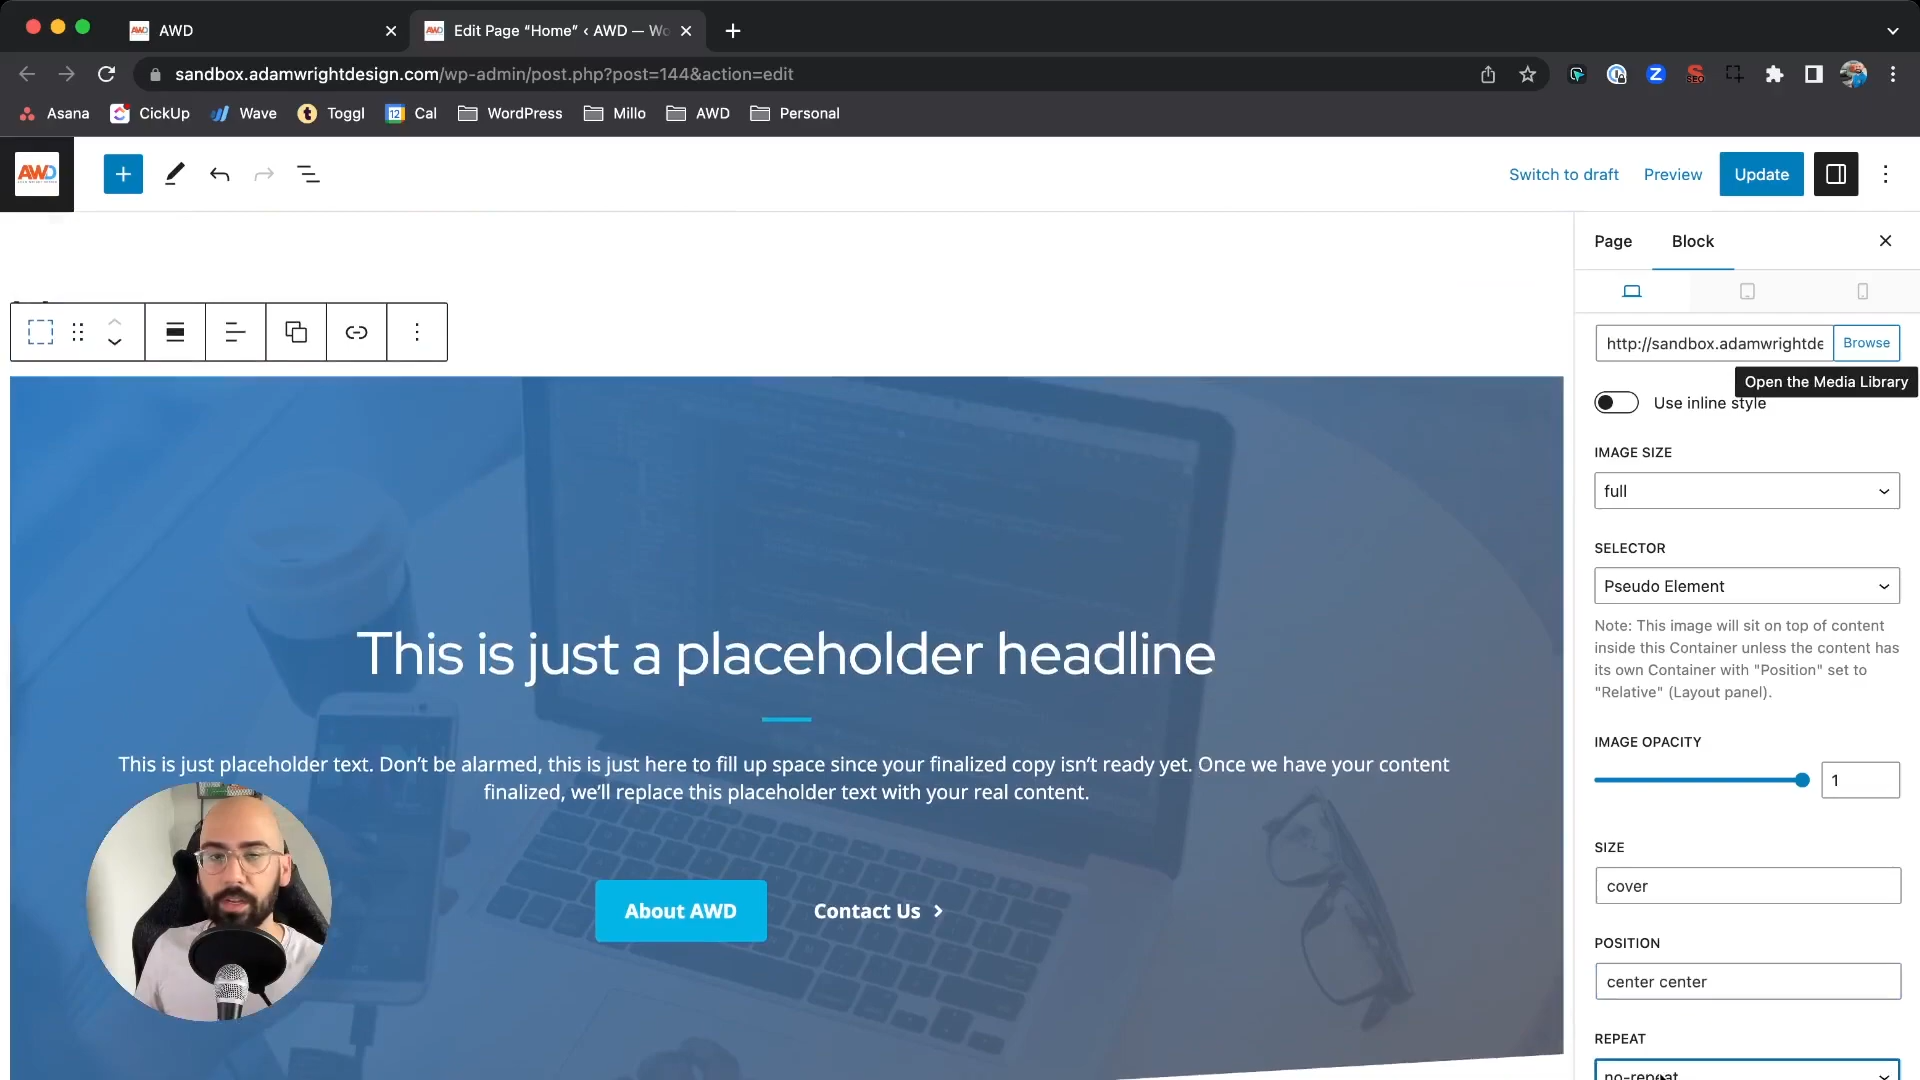 AWD
Edit Page “Home” ‹ AWD — Wo
sandbox.adamwrightdesign.com/wp-admin/post.php?post=144&action=edit
SEO
Asana
CickUp
Wave
Toggl
12
Cal
WordPress
Millo
AWD
Personal
AWD
Switch to draft
Preview
Update
Page
Block
http://sandbox.adamwrightde
Browse
Open the Media Library
Use inline style
IMAGE SIZE
full
SELECTOR
Pseudo Element
Note: This image will sit on top of content
inside this Container unless the content has
its own Container with "Position" set to
"Relative" (Layout panel).
IMAGE OPACITY
1
SIZE
cover
POSITION
center center
REPEAT
no-repeat
This is just a placeholder headline
This is just placeholder text. Don’t be alarmed, this is just here to fill up space since your finalized copy isn’t ready yet. Once we have your content
finalized, we’ll replace this placeholder text with your real content.
About AWD
Contact Us